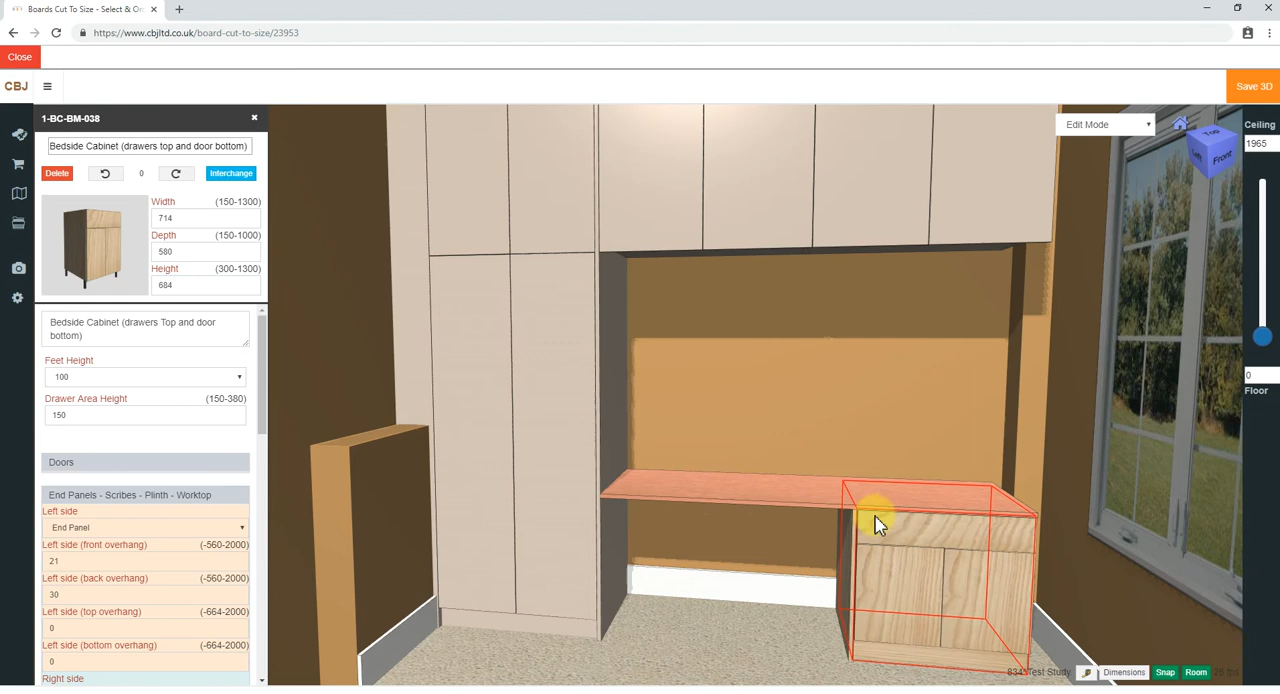 Boards Cut To Size - Select & Or
https://www.cbjltd.co.uk/board-cut-to-size/23953
Close
CBJ
Save 3D
1-BC-BM-038
Bedside Cabinet (drawers top and door bottom)
Delete
0
Interchange
Width (150-1300)
714
Depth (150-1000)
580
Height (300-1300)
684
Bedside Cabinet (drawers Top and door
bottom)
Feet Height
100
Drawer Area Height (150-380)
150
Doors
End Panels - Scribes - Plinth - Worktop
Left side
End Panel
Left side (front overhang) (-560-2000)
21
Left side (back overhang) (-560-2000)
30
Left side (top overhang) (-664-2000)
0
Left side (bottom overhang) (-664-2000)
0
Right side
Edit Mode
Top
Left
Front
Ceiling
1965
0
Floor
Test Study
Dimensions
Snap
Room